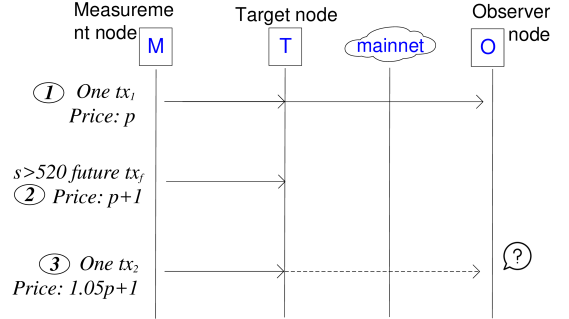 Measureme
nt node
Target node
Observer
node
M
T
mainnet
O
1 One tx₁
Price: p
s>520 future tx_f
2 Price: p+1
?
3 One tx₂
Price: 1.05p+1